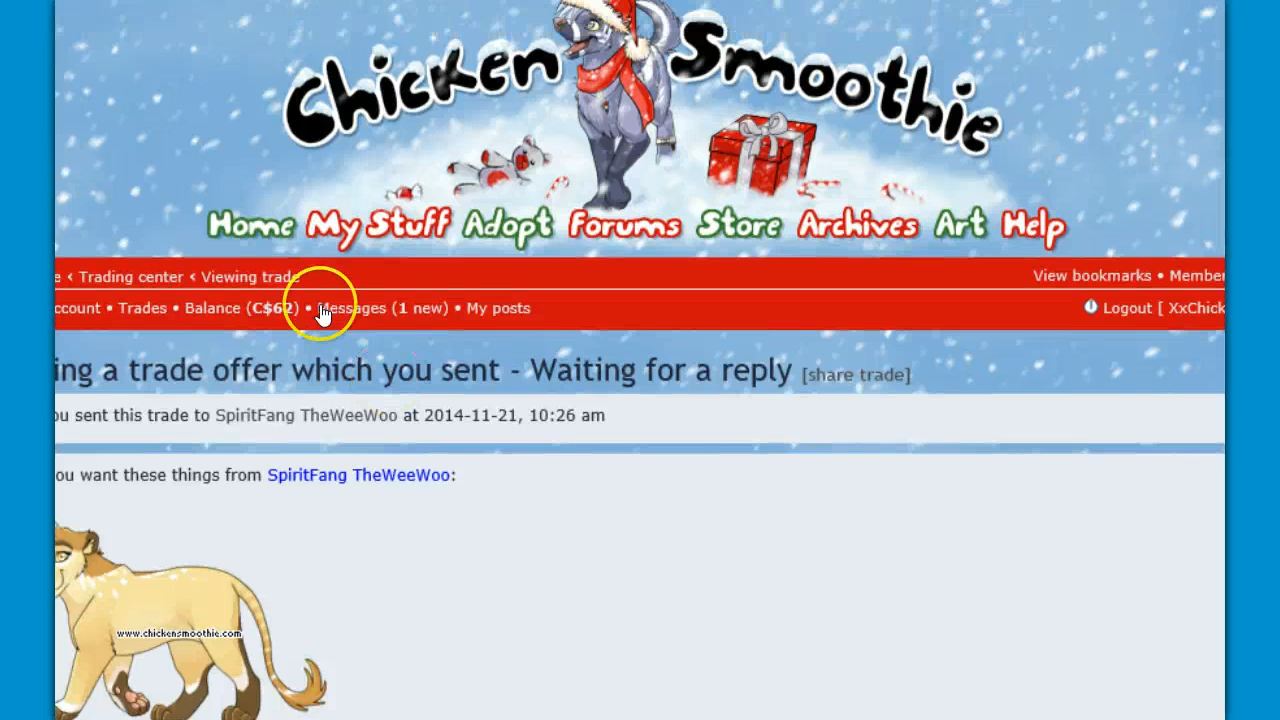 Chicken Smoothie
Home My Stuff Adopt Forums Store Archives Art Help
e ‹ Trading center ‹ Viewing trade
View bookmarks • Member
ccount • Trades • Balance (C$62) • Messages (1 new) • My posts
Logout [ XxChick
ing a trade offer which you sent - Waiting for a reply [share trade]
ou sent this trade to SpiritFang TheWeeWoo at 2014-11-21, 10:26 am
ou want these things from SpiritFang TheWeeWoo:
www.chickensmoothie.com